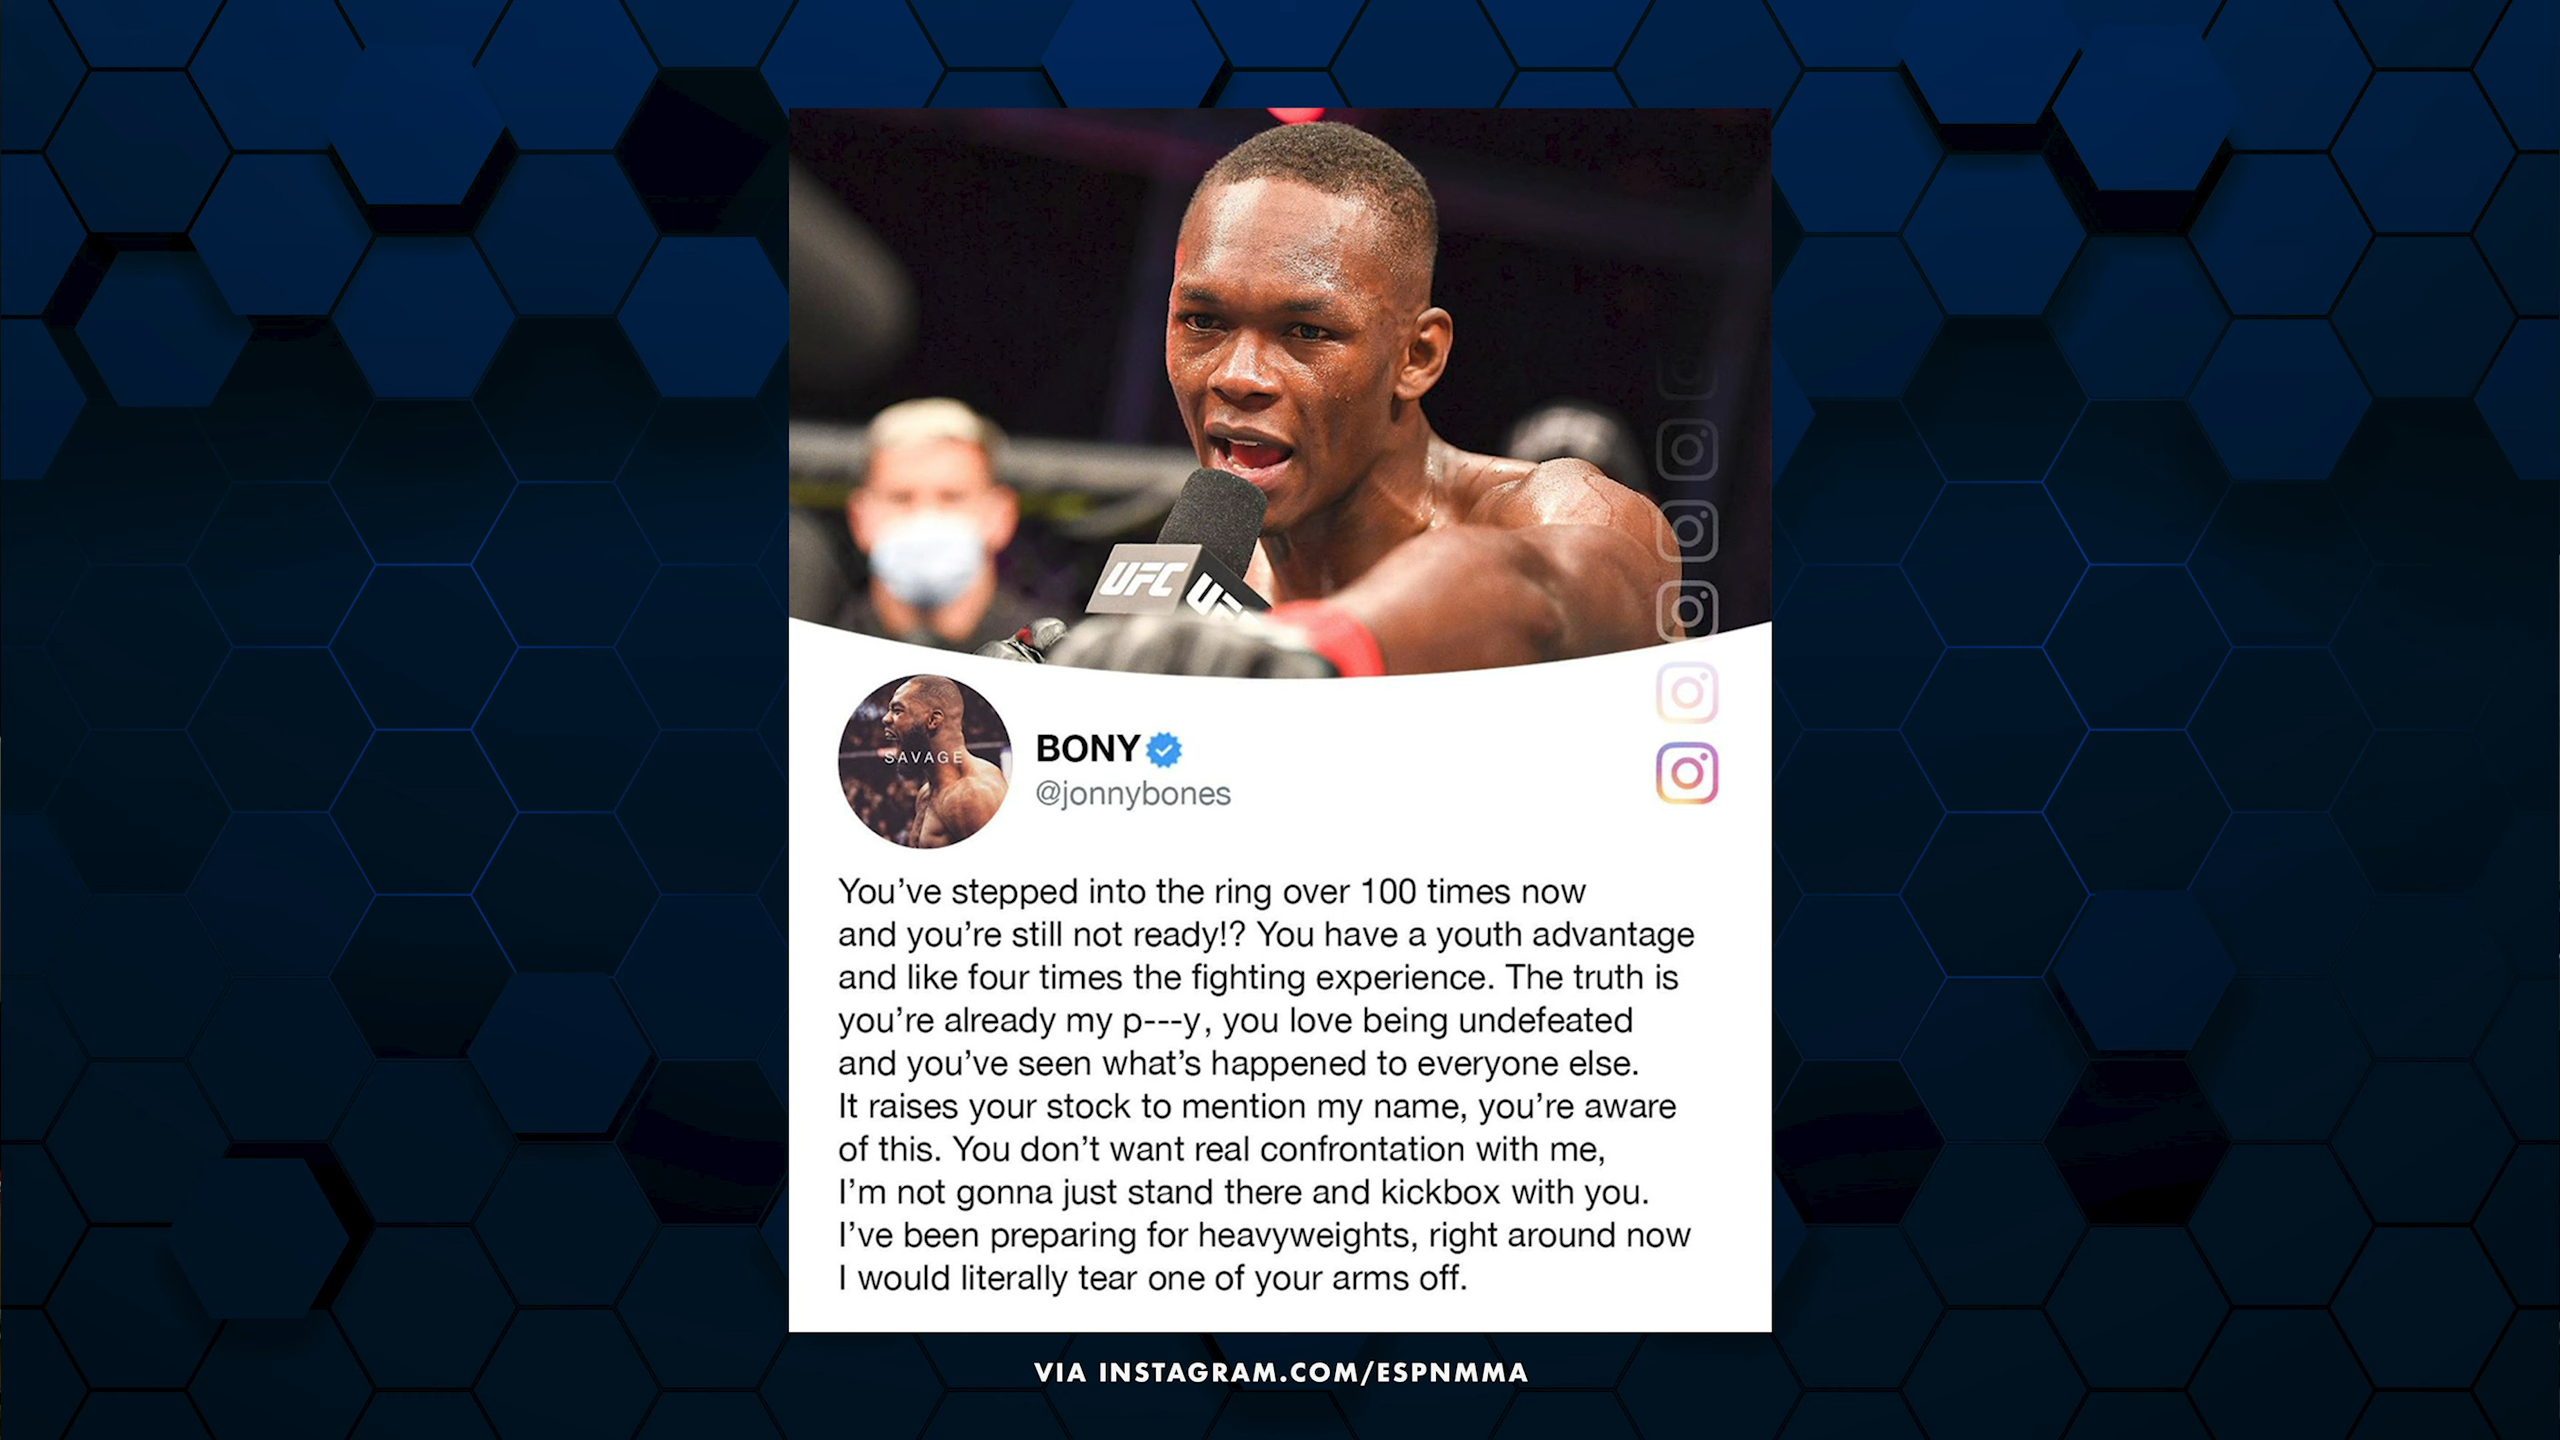 UFC
SAVAGE
BONY
@jonnybones
You've stepped into the ring over 100 times now
and you're still not ready!? You have a youth advantage
and like four times the fighting experience. The truth is
you're already my p---y, you love being undefeated
and you've seen what's happened to everyone else.
It raises your stock to mention my name, you're aware
of this. You don't want real confrontation with me,
I'm not gonna just stand there and kickbox with you.
I've been preparing for heavyweights, right around now
I would literally tear one of your arms off.
VIA INSTAGRAM.COM/ESPNMMA